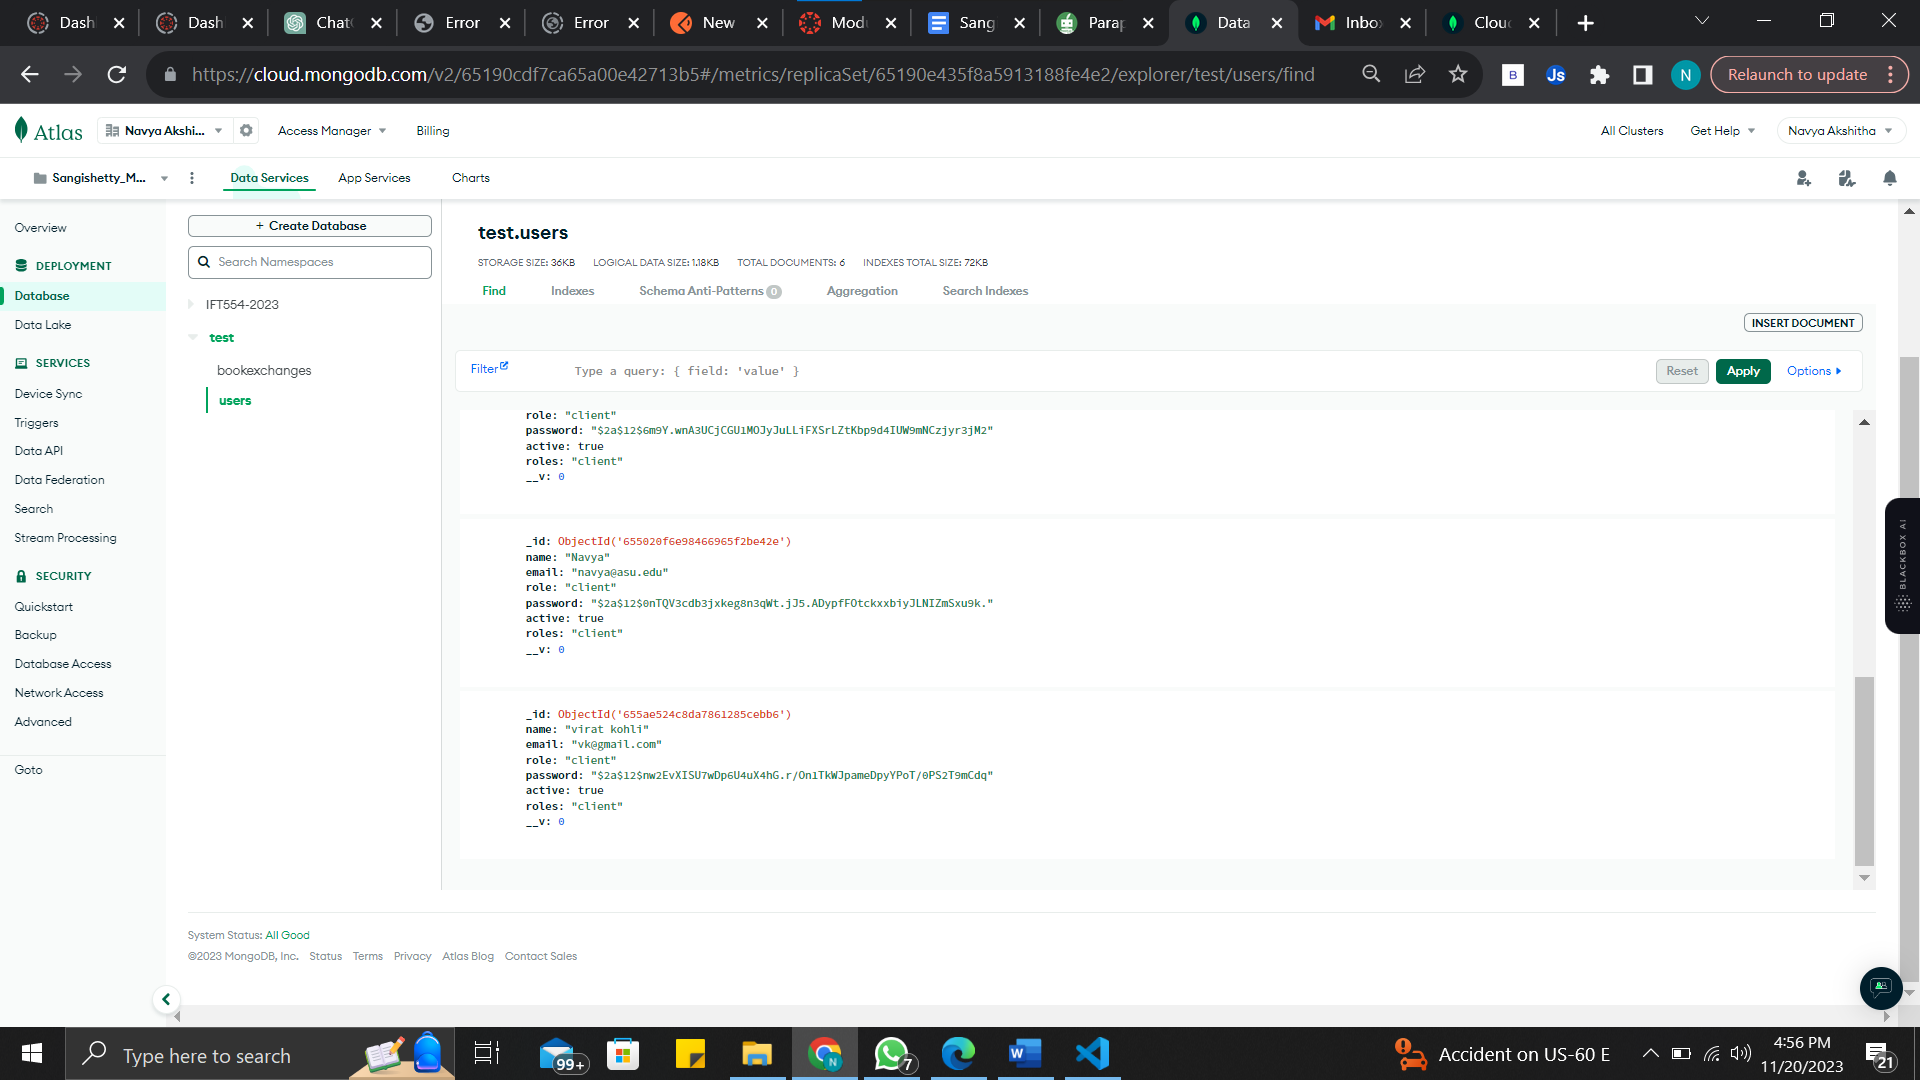 Dash Dash Chat Error Error New Mod Sang Parap Data Inbo Clou
https://cloud.mongodb.com/v2/65190cdf7ca65a00e42713b5#/metrics/replicaSet/65190e435f8a5913188fe4e2/explorer/test/users/find B Js N Relaunch to update
Atlas Navya Akshi... Access Manager Billing All Clusters Get Help Navya Akshitha
Sangishetty_M... Data Services App Services Charts
Overview
DEPLOYMENT
Database
Data Lake
SERVICES
Device Sync
Triggers
Data API
Data Federation
Search
Stream Processing
SECURITY
Quickstart
Backup
Database Access
Network Access
Advanced
Goto
+ Create Database
Search Namespaces
IFT554-2023
test
bookexchanges
users
test.users
STORAGE SIZE: 36KB LOGICAL DATA SIZE: 1.18KB TOTAL DOCUMENTS: 6 INDEXES TOTAL SIZE: 72KB
Find Indexes Schema Anti-Patterns 0 Aggregation Search Indexes
INSERT DOCUMENT
Filter Type a query: { field: 'value' } Reset Apply Options
role: "client"
password: "$2a$12$6m9Y.wnA3UCjCGU1MOJyJuLLiFXSrLZtKbp9d4IUW9mNCzjyr3jM2"
active: true
roles: "client"
__v: 0
_id: ObjectId('655020f6e98466965f2be42e')
name: "Navya"
email: "navya@asu.edu"
role: "client"
password: "$2a$12$0nTQV3cdb3jxkeg8n3qWt.jJ5.ADypfFOtckxxbiyJLNIZmSxu9k."
active: true
roles: "client"
__v: 0
_id: ObjectId('655ae524c8da7861285cebb6')
name: "virat kohli"
email: "vk@gmail.com"
role: "client"
password: "$2a$12$nw2EvXISU7wDp6U4uX4hG.r/On1TkWJpameDpyYPoT/0PS2T9mCdq"
active: true
roles: "client"
__v: 0
BLACKBOX AI
System Status: All Good
©2023 MongoDB, Inc. Status Terms Privacy Atlas Blog Contact Sales
Type here to search 99+ N 7 Accident on US-60 E 4:56 PM
11/20/2023 21